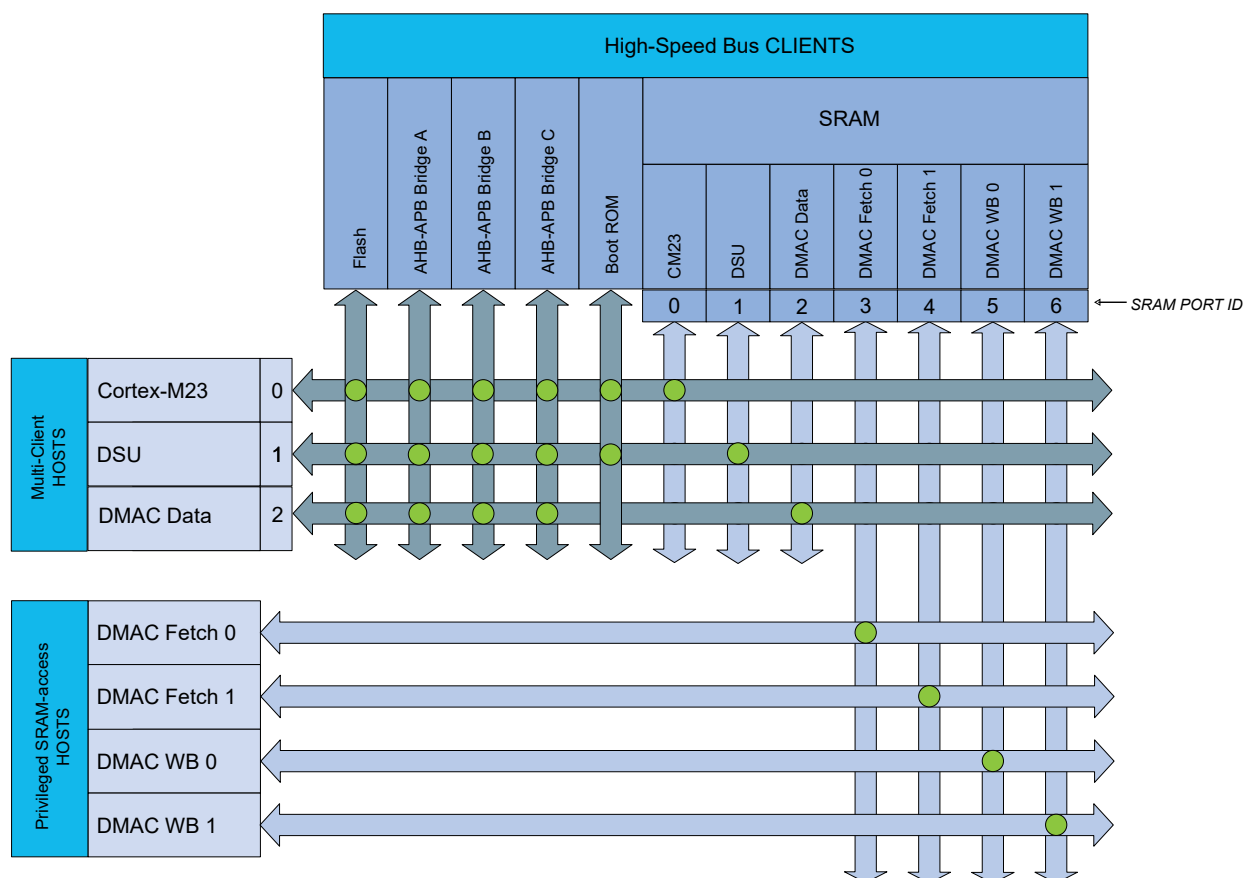 High-Speed Bus CLIENTS
SRAM
Flash
AHB-APB Bridge A
AHB-APB Bridge B
AHB-APB Bridge C
Boot ROM
CM23
DSU
DMAC Data
DMAC Fetch 0
DMAC Fetch 1
DMAC WB 0
DMAC WB 1
0 1 2 3 4 5 6
SRAM PORT ID
Multi-Client
HOSTS
Cortex-M23 0
DSU 1
DMAC Data 2
Privileged SRAM-access
HOSTS
DMAC Fetch 0
DMAC Fetch 1
DMAC WB 0
DMAC WB 1